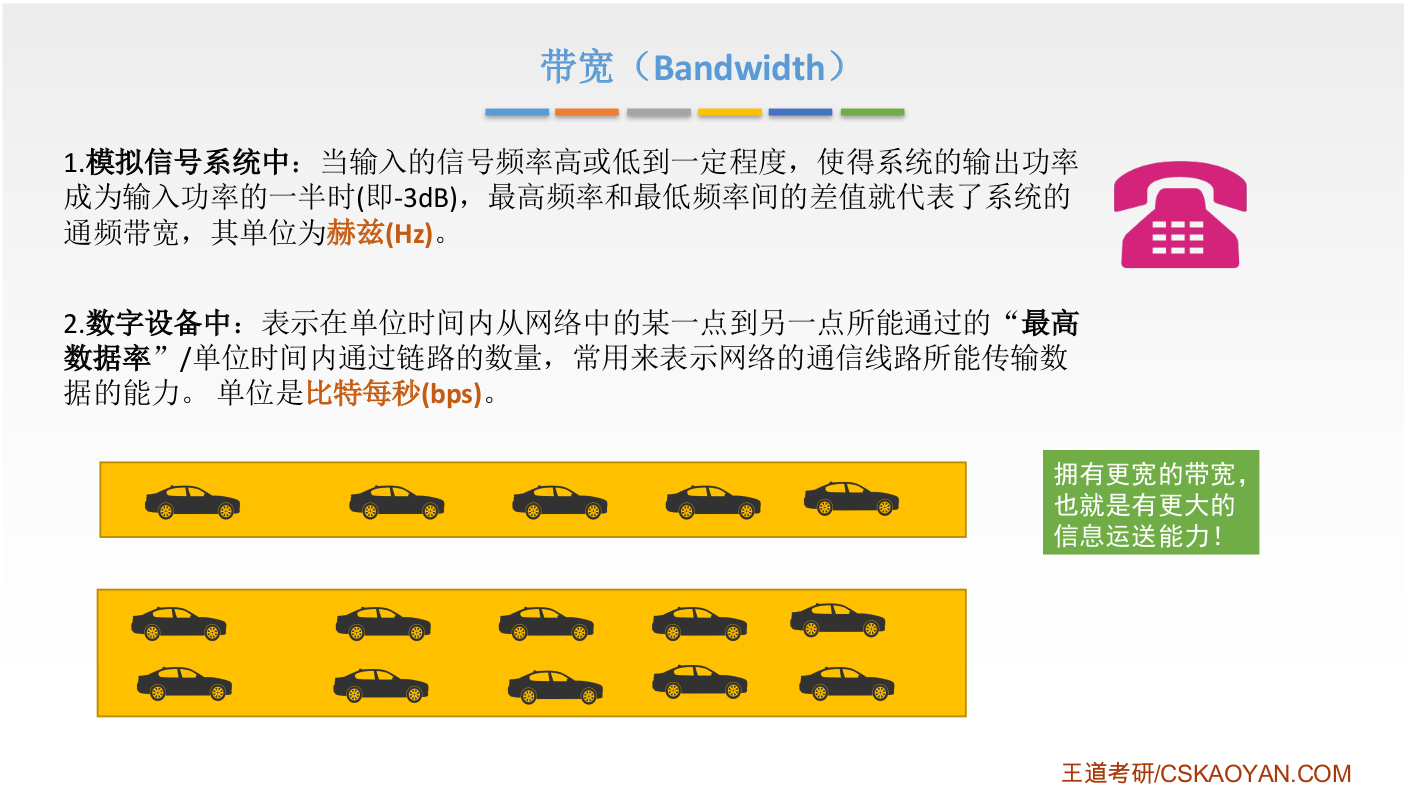 带宽（Bandwidth）
1.模拟信号系统中：当输入的信号频率高或低到一定程度，使得系统的输出功率
成为输入功率的一半时(即-3dB)，最高频率和最低频率间的差值就代表了系统的
通频带宽，其单位为赫兹(Hz)。
2.数字设备中：表示在单位时间内从网络中的某一点到另一点所能通过的“最高
数据率”/单位时间内通过链路的数量，常用来表示网络的通信线路所能传输数
据的能力。 单位是比特每秒(bps)。
拥有更宽的带宽，
也就是有更大的
信息运送能力！
王道考研/CSKAOYAN.COM